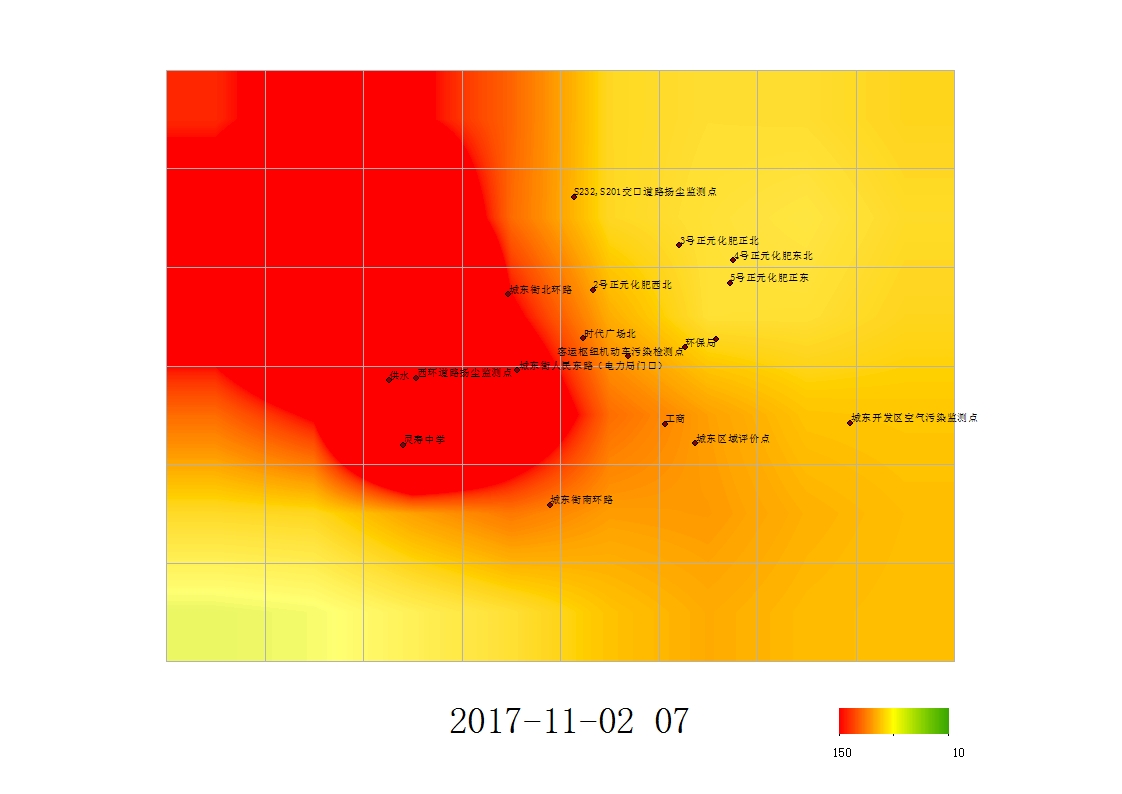 S232,S201交口道路扬尘监测点
3号正元化肥正北
4号正元化肥东北
5号正元化肥正东
2号正元化肥西北
城东街北环路
时代广场北
环保局
客运枢纽机动车污染检测点
城东街人民东路（电力局门口）
洪水
西环道路扬尘监测点
工商
城东开发区空气污染监测点
城东区域评价点
灵寿中学
城东街南环路
2017-11-02 07
150
10